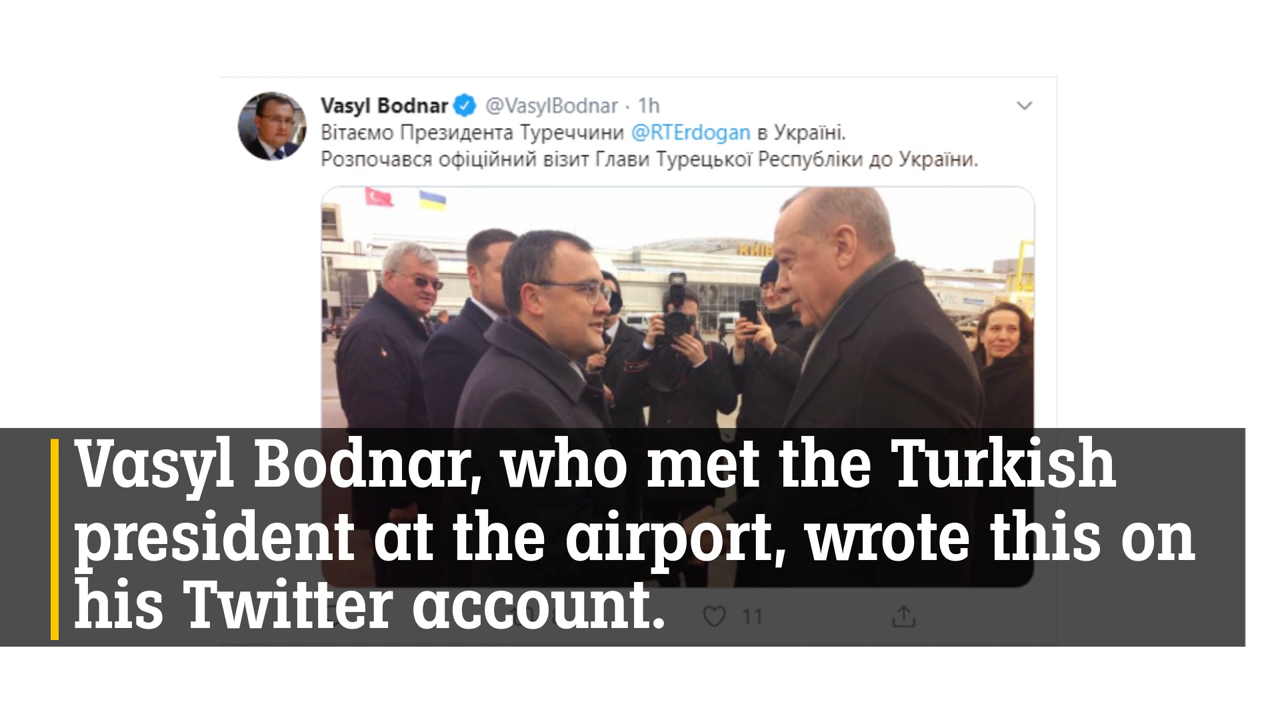 Vasyl Bodnar @VasylBodnar · 1h
Вітаємо Президента Туреччини @RTErdogan в Україні.
Розпочався офіційний візит Глави Турецької Республіки до України.
КИЇВ
Vasyl Bodnar, who met the Turkish
president at the airport, wrote this on
his Twitter account.
11